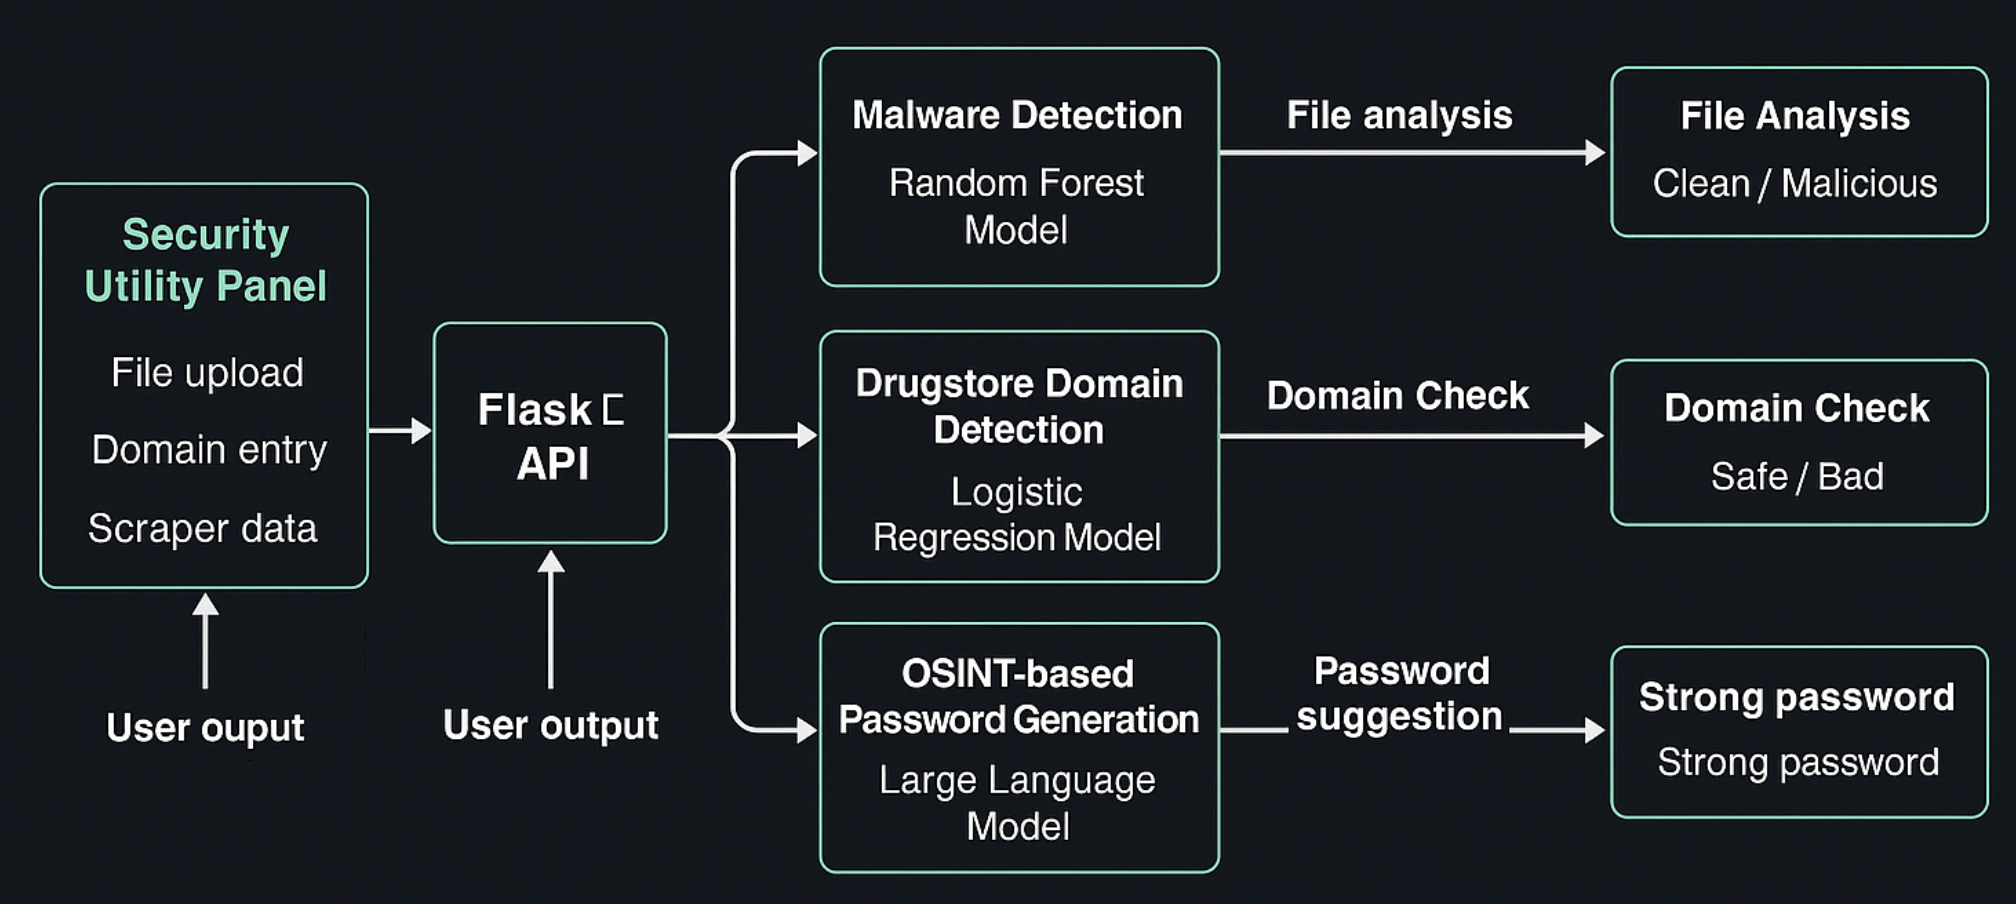 Security
Utility Panel
File upload
Domain entry
Scraper data
User ouput
Flask
API
User output
Malware Detection
Random Forest
Model
File analysis
File Analysis
Clean / Malicious
Drugstore Domain
Detection
Logistic
Regression Model
Domain Check
Domain Check
Safe / Bad
OSINT-based
Password Generation
Large Language
Model
Password
suggestion
Strong password
Strong password